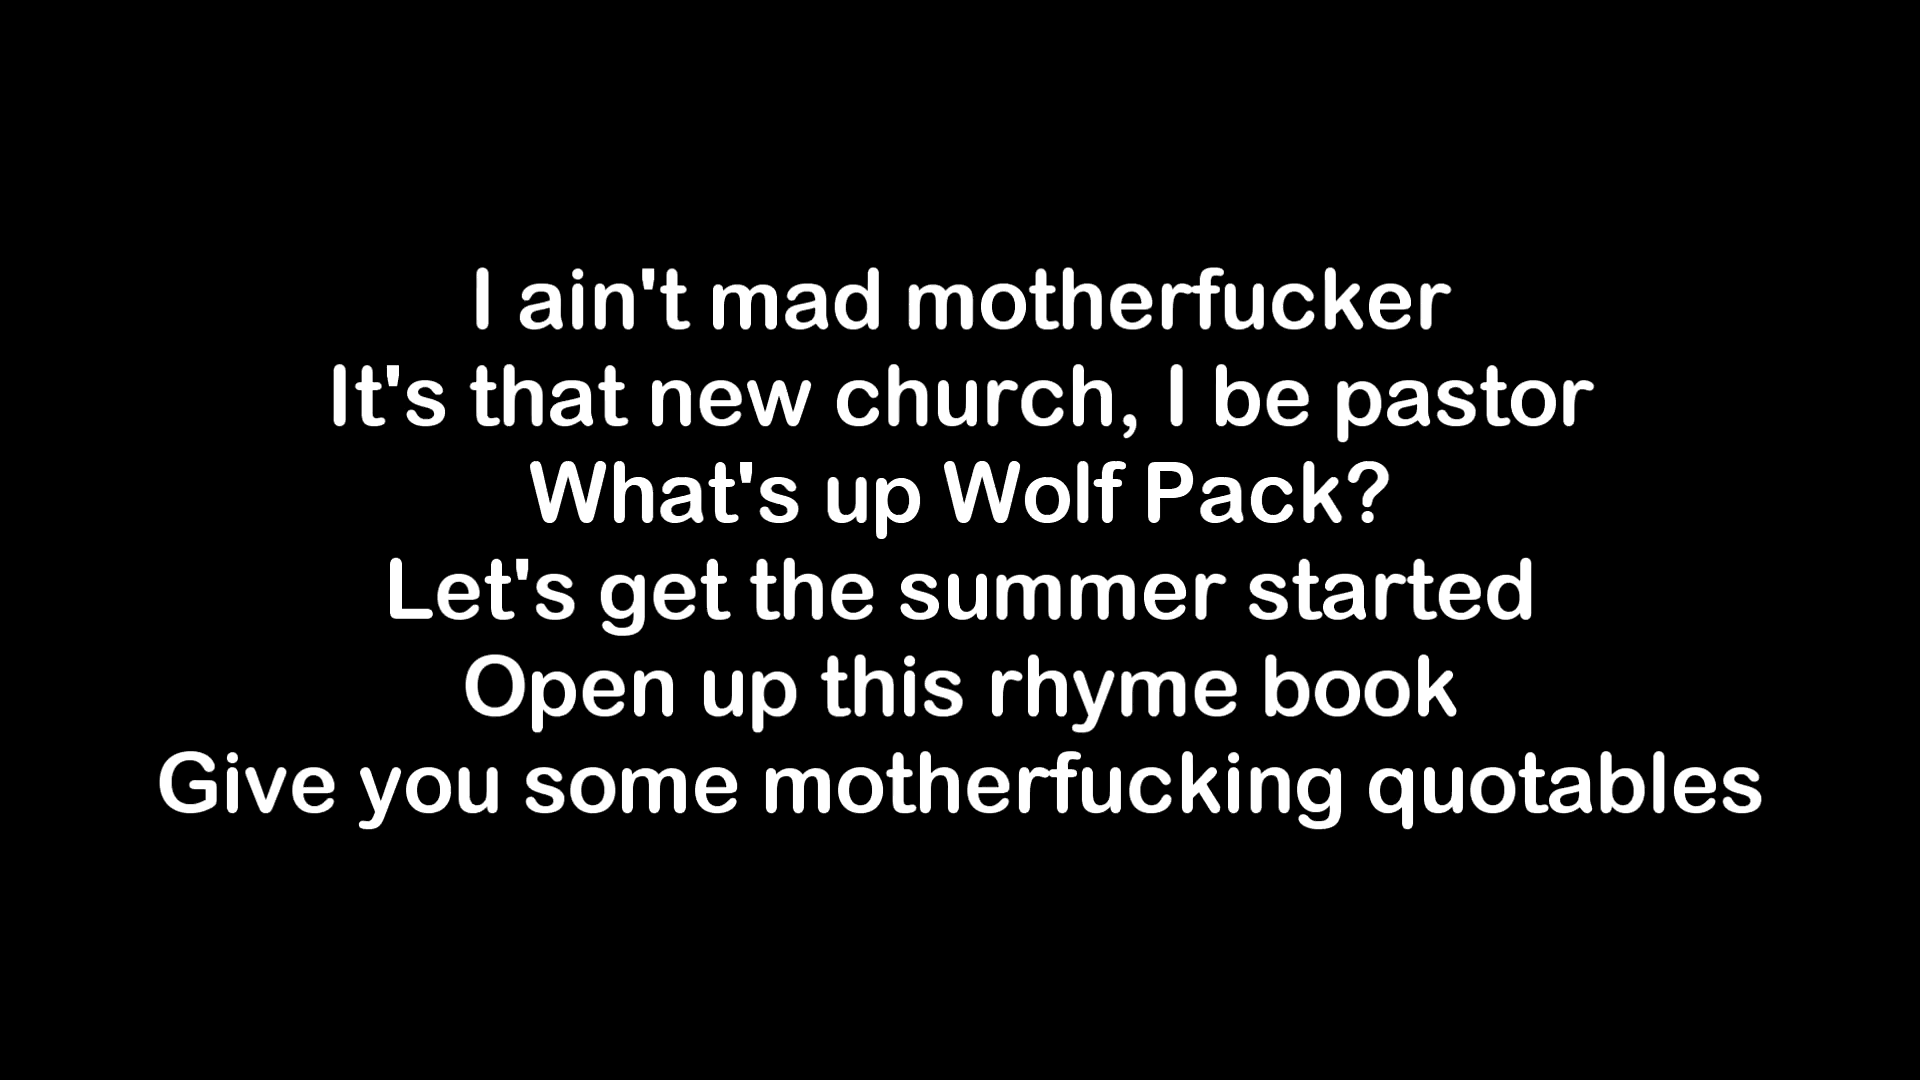 I ain't mad motherfucker
It's that new church, I be pastor
What's up Wolf Pack?
Let's get the summer started
Open up this rhyme book
Give you some motherfucking quotables